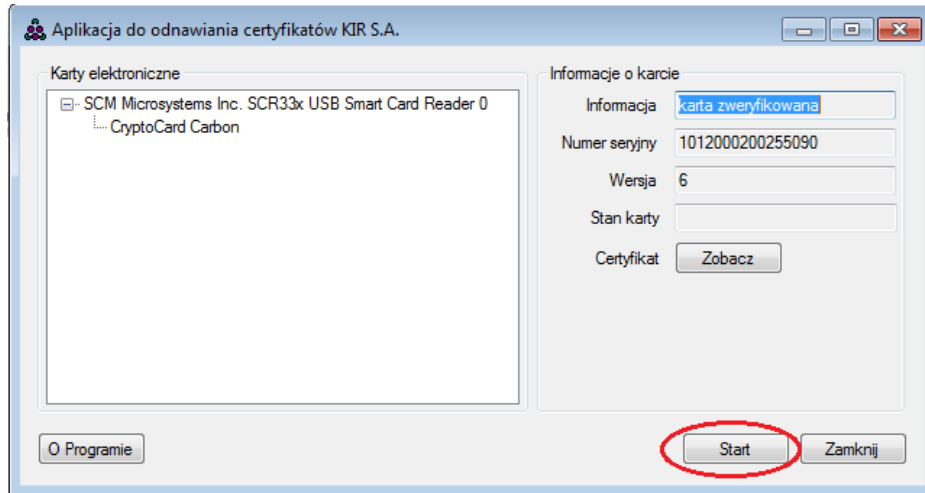 Aplikacja do odnawiania certyfikatów KIR S.A.
Karty elektroniczne
SCM Microsystems Inc. SCR33x USB Smart Card Reader 0
CryptoCard Carbon
Informacje o karcie
Informacja karta zweryfikowana
Numer seryjny 1012000200255090
Wersja 6
Stan karty
Certyfikat Zobacz
O Programie
Start
Zamknij